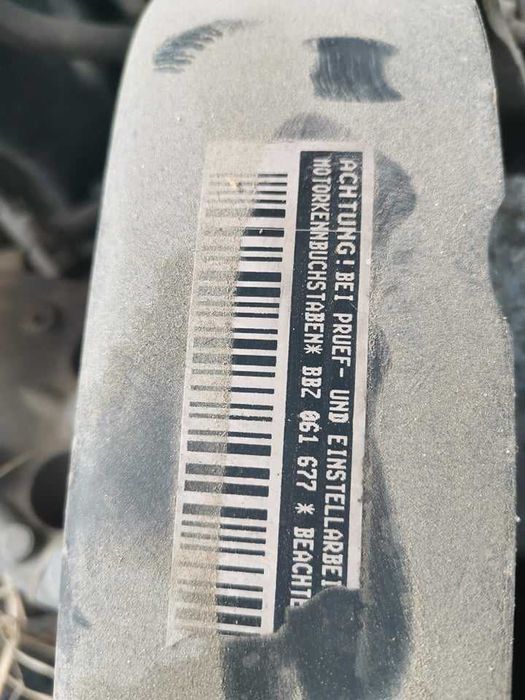 ACHTUNG! BEI PRUEF- UND EINSTELLARBEI
MOTORKENNBUCHSTABEN* BBZ 061 677 * BEACHTE